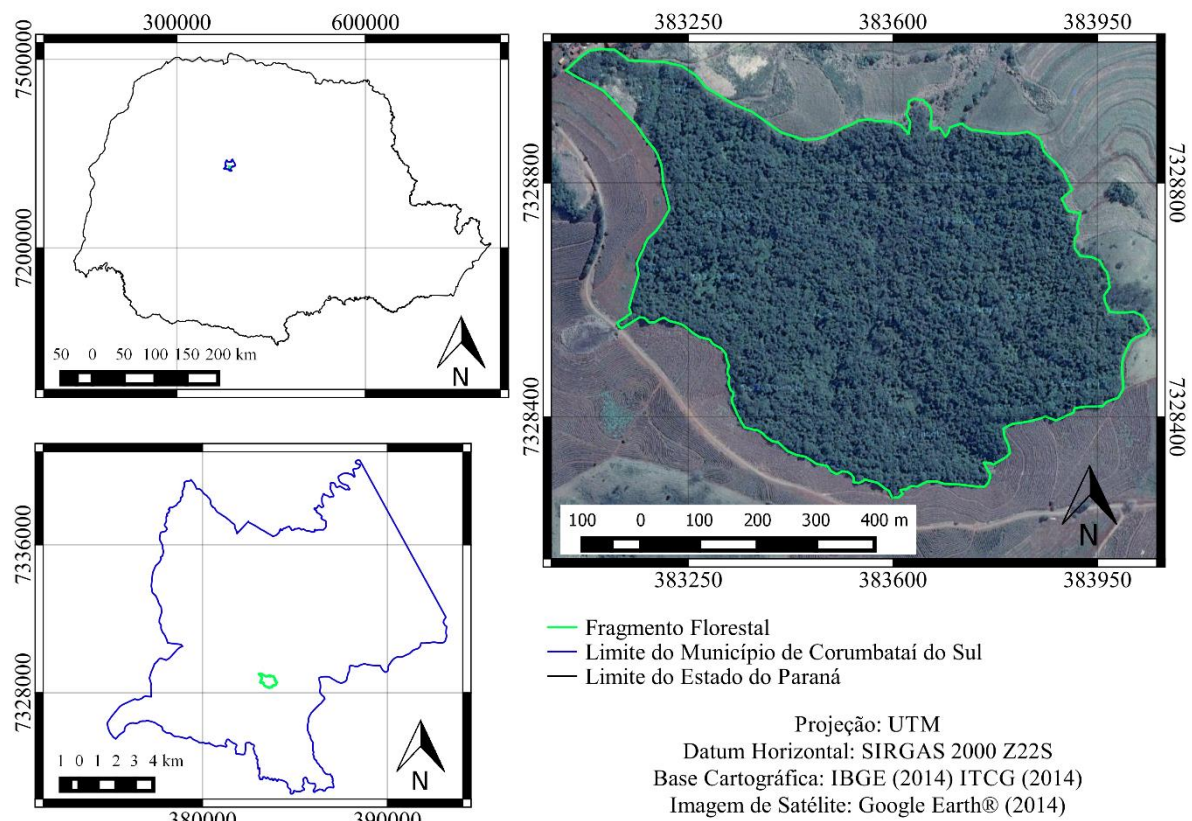 300000 600000
7500000
7200000
50 0 50 100 150 200 km
N
7336000
7328000
1 0 1 2 3 4 km
N
380000 390000
383250 383600 383950
7328800 7328800
7328400 7328400
100 0 100 200 300 400 m
N
383250 383600 383950
Fragmento Florestal
Limite do Município de Corumbataí do Sul
Limite do Estado do Paraná
Projeção: UTM
Datum Horizontal: SIRGAS 2000 Z22S
Base Cartográfica: IBGE (2014) ITCG (2014)
Imagem de Satélite: Google Earth® (2014)